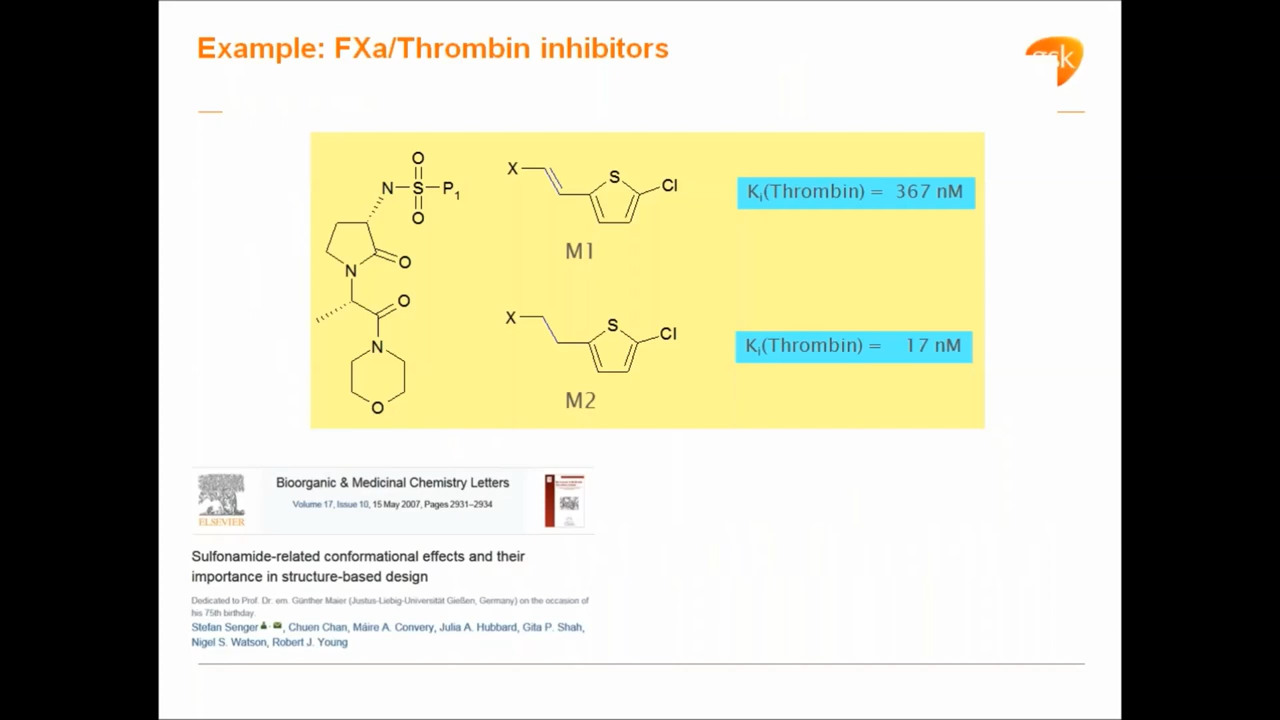 Example: FXa/Thrombin inhibitors
gsk
O
N S P1
O
O
N
O
N
O
X
S
Cl
M1
Ki(Thrombin) = 367 nM
X
S
Cl
M2
Ki(Thrombin) = 17 nM
ELSEVIER
Bioorganic & Medicinal Chemistry Letters
Volume 17, Issue 10, 15 May 2007, Pages 2931–2934
Sulfonamide-related conformational effects and their
importance in structure-based design
Dedicated to Prof. Dr. em. Günther Maier (Justus-Liebig-Universität Gießen, Germany) on the occasion of
his 75th birthday.
Stefan Senger, Chuen Chan, Máire A. Convery, Julia A. Hubbard, Gita P. Shah,
Nigel S. Watson, Robert J. Young